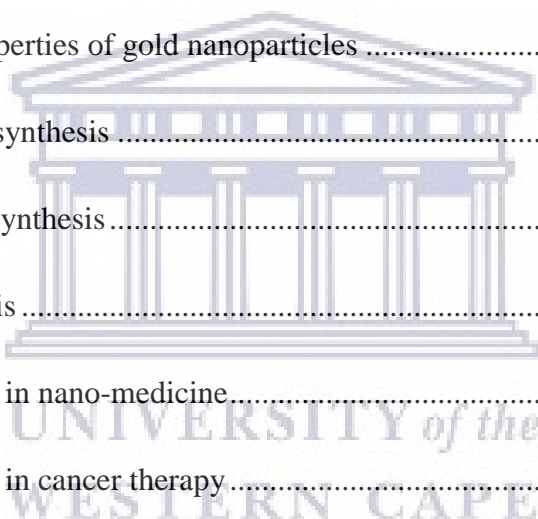 perties of gold nanoparticles ......................
synthesis .................................................
ynthesis ..................................................
is ............................................................
in nano-medicine....................................
UNIVERSITY of the
in cancer therapy ....................................
WESTERN CAPE